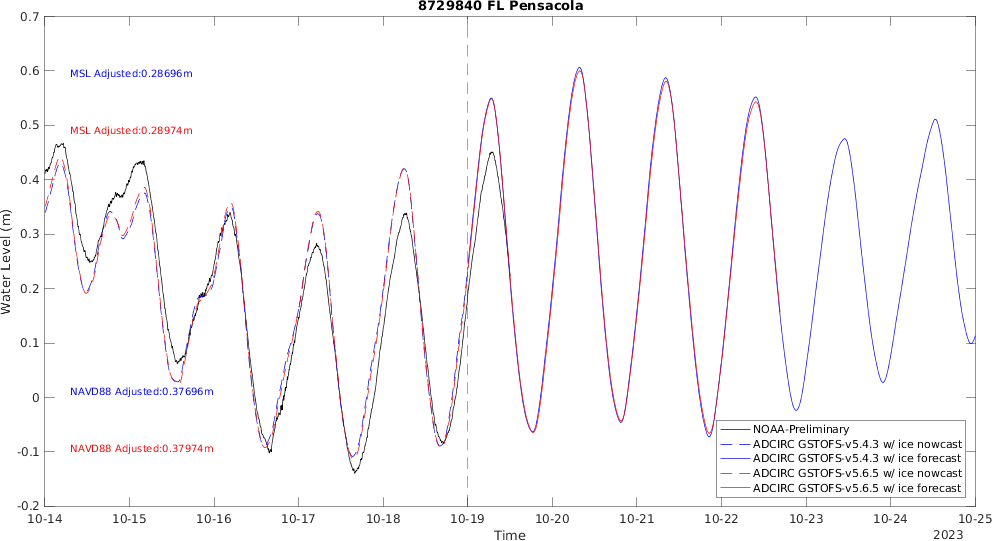 8729840 FL Pensacola
0.7
0.6
0.5
0.4
0.3
0.2
0.1
0
-0.1
-0.2
Water Level (m)
MSL Adjusted:0.28696m
MSL Adjusted:0.28974m
NAVD88 Adjusted:0.37696m
NAVD88 Adjusted:0.37974m
NOAA-Preliminary
ADCIRC GSTOFS-v5.4.3 w/ ice nowcast
ADCIRC GSTOFS-v5.4.3 w/ ice forecast
ADCIRC GSTOFS-v5.6.5 w/ ice nowcast
ADCIRC GSTOFS-v5.6.5 w/ ice forecast
10-14 10-15 10-16 10-17 10-18 10-19 10-20 10-21 10-22 10-23 10-24 10-25
Time
2023